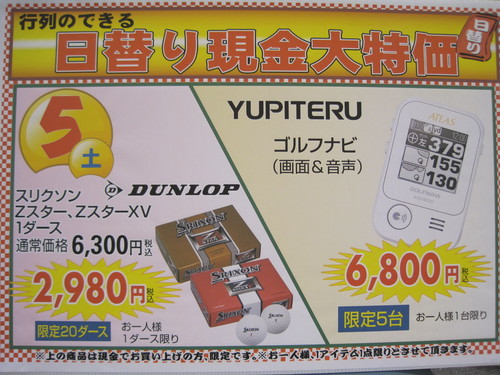 行列のできる
日替り現金大特価
日替り
5
土
スリクソン
Zスター、ZスターXV
1ダース
通常価格 6,300円税込
DUNLOP
SRIXON
SRIXON
2,980円税込
限定20ダース
お一人様
1ダース限り
YUPITERU
ゴルフナビ
(画面&音声)
ATLAS
左 379
155
130
6,800円税込
限定5台
お一人様1台限り
※上の商品は現金でお買い上げの方、限定です。※お一人様、1アイテム1点限りとさせて頂きます。